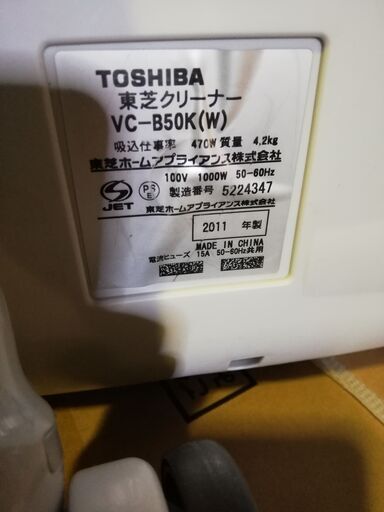 TOSHIBA
東芝クリーナー
VC-B50K(W)
吸込仕事率 470W 質量 4.2kg
東芝ホームアプライアンス株式会社
100V 1000W 50-60Hz
PS
E
JET
製造番号 5224347
東芝ホームアプライアンス株式会社
2011 年製
MADE IN CHINA
電流ヒューズ 15A 50-60Hz共用